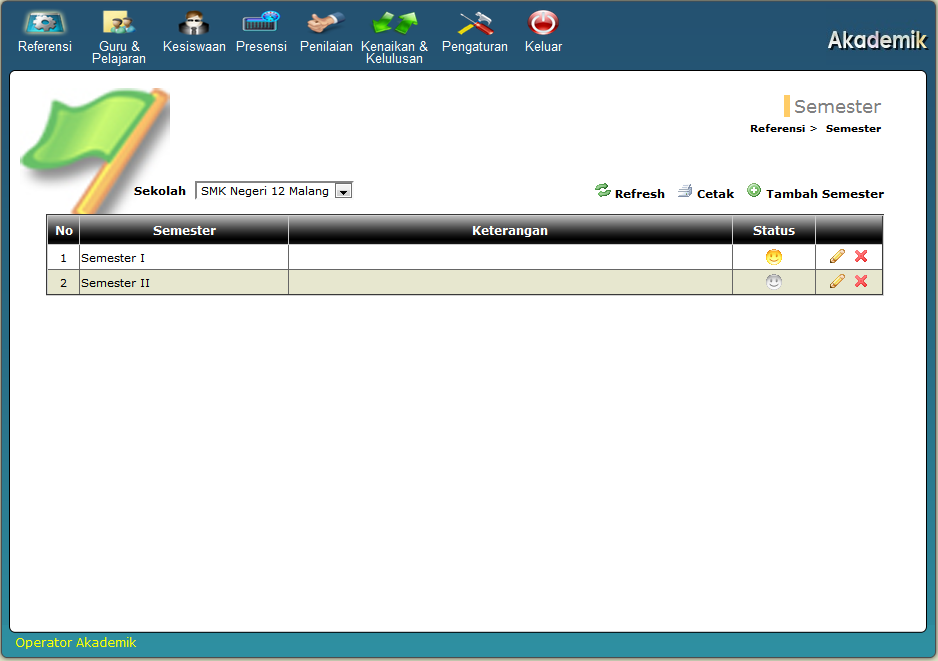 Referensi
Guru &
Pelajaran
Kesiswaan
Presensi
Penilaian
Kenaikan &
Kelulusan
Pengaturan
Keluar
Akademik
Semester
Referensi > Semester
Sekolah SMK Negeri 12 Malang Refresh Cetak Tambah Semester
No Semester Keterangan Status
1 Semester I
2 Semester II
Operator Akademik